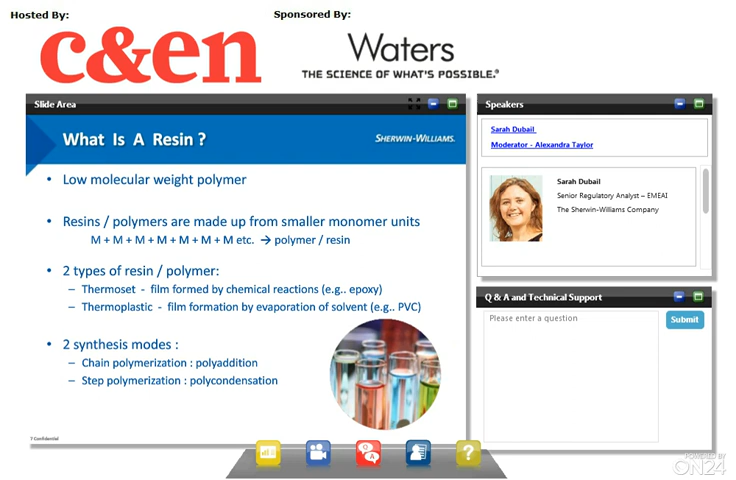 Hosted By:
Sponsored By:
c&en
Waters
THE SCIENCE OF WHAT'S POSSIBLE.®
Slide Area
What Is A Resin ?
SHERWIN-WILLIAMS.
• Low molecular weight polymer
• Resins / polymers are made up from smaller monomer units
M + M + M + M + M + M + M etc. → polymer / resin
• 2 types of resin / polymer:
– Thermoset - film formed by chemical reactions (e.g.. epoxy)
– Thermoplastic - film formation by evaporation of solvent (e.g.. PVC)
• 2 synthesis modes :
– Chain polymerization : polyaddition
– Step polymerization : polycondensation
7 Confidential
Speakers
Sarah Dubail
Moderator - Alexandra Taylor
Sarah Dubail
Senior Regulatory Analyst – EMEAI
The Sherwin-Williams Company
Q & A and Technical Support
Please enter a question
Submit
Q
A
?
POWERED BY
ON24